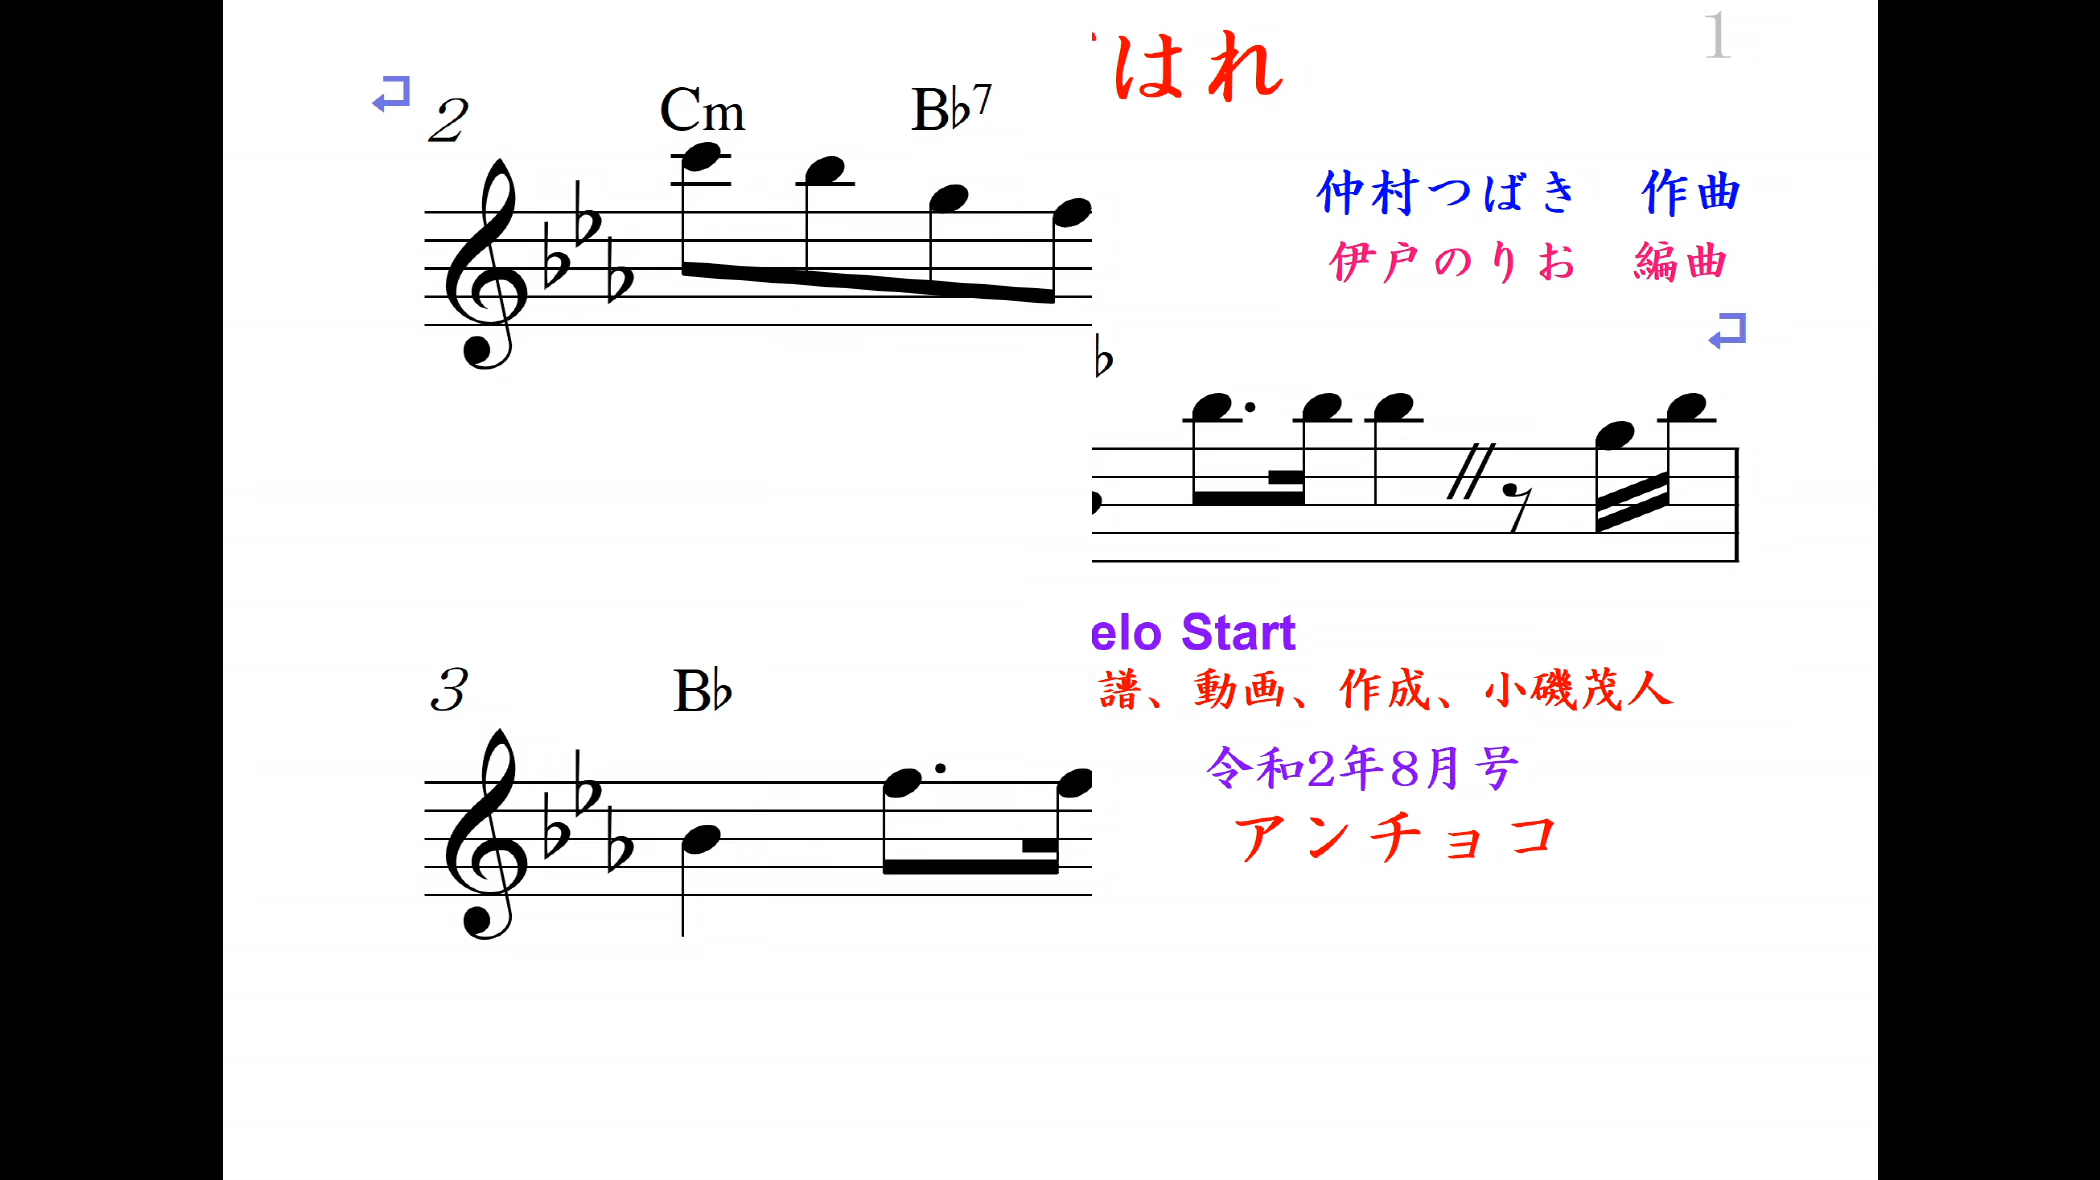 はれ
1
2
Cm B♭7
仲村つばき 作曲
伊戸のりお 編曲
♭
elo Start
譜、動画、作成、小磯茂人
3
B♭
令和2年8月号
アンチョコ